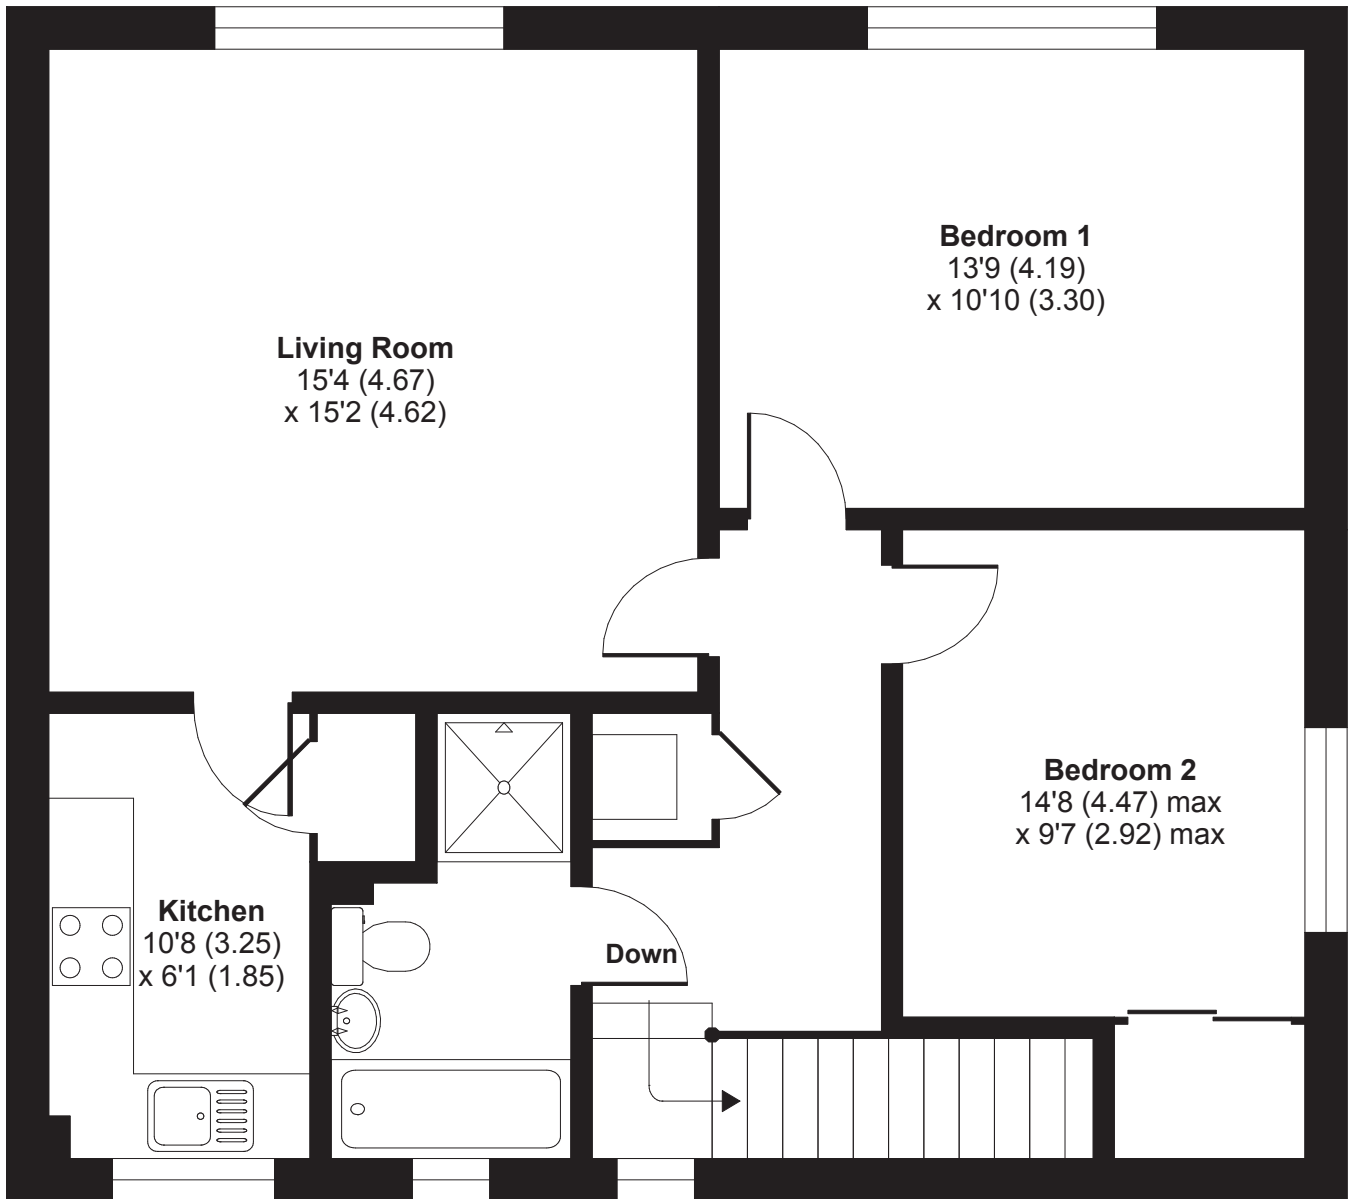 Bedroom 1
13'9 (4.19)
x 10'10 (3.30)
Living Room
15'4 (4.67)
x 15'2 (4.62)
Bedroom 2
14'8 (4.47) max
x 9'7 (2.92) max
Kitchen
10'8 (3.25)
x 6'1 (1.85)
Down